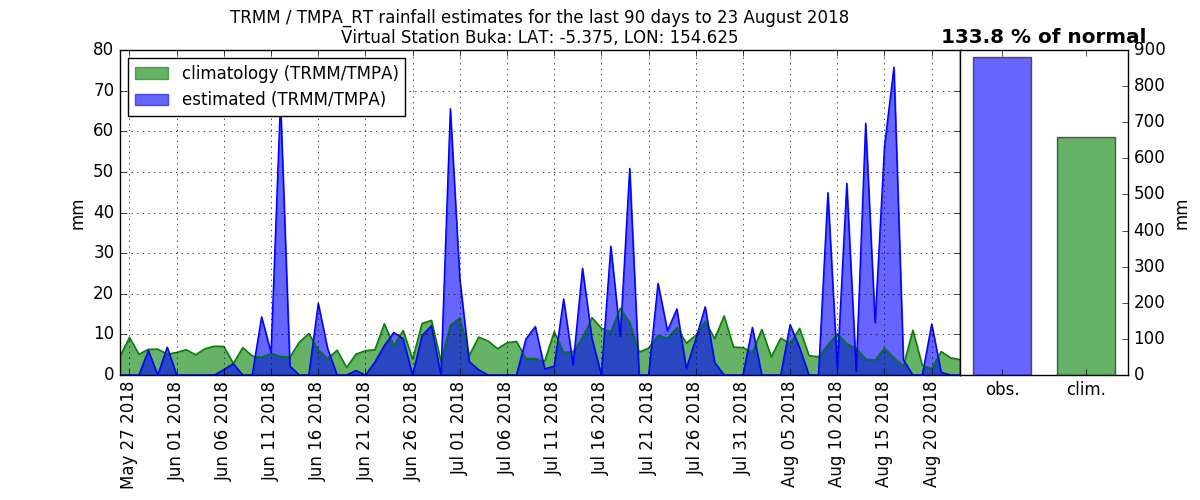 TRMM / TMPA_RT rainfall estimates for the last 90 days to 23 August 2018
Virtual Station Buka: LAT: -5.375, LON: 154.625
133.8 % of normal
climatology (TRMM/TMPA)
estimated (TRMM/TMPA)
mm
80
70
60
50
40
30
20
10
0
May 27 2018
Jun 01 2018
Jun 06 2018
Jun 11 2018
Jun 16 2018
Jun 21 2018
Jun 26 2018
Jul 01 2018
Jul 06 2018
Jul 11 2018
Jul 16 2018
Jul 21 2018
Jul 26 2018
Jul 31 2018
Aug 05 2018
Aug 10 2018
Aug 15 2018
Aug 20 2018
900
800
700
600
500
400
300
200
100
0
mm
obs.
clim.